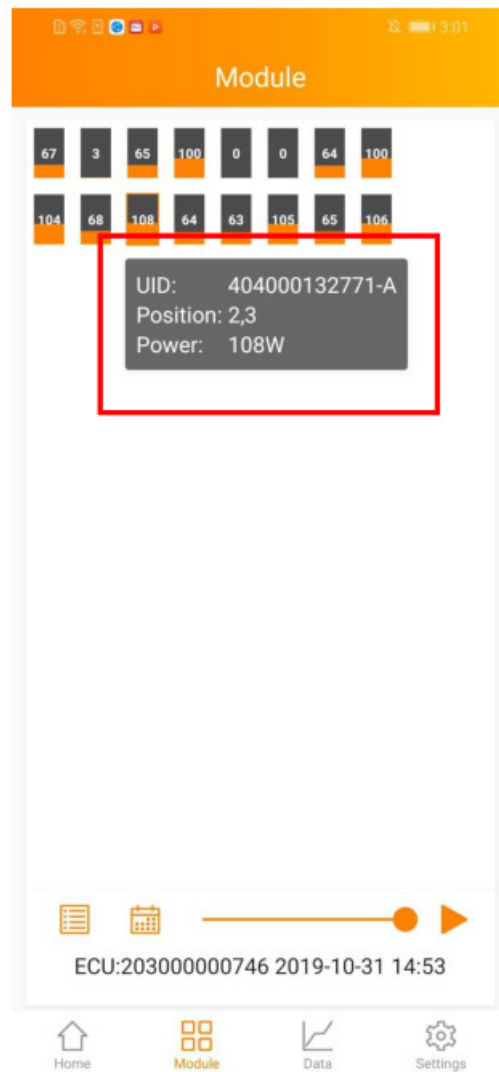 3:01
Module
67 3 65 100 0 0 64 100
104 68 108 64 63 105 65 106
UID: 404000132771-A
Position: 2,3
Power: 108W
ECU:203000000746 2019-10-31 14:53
Home Module Data Settings